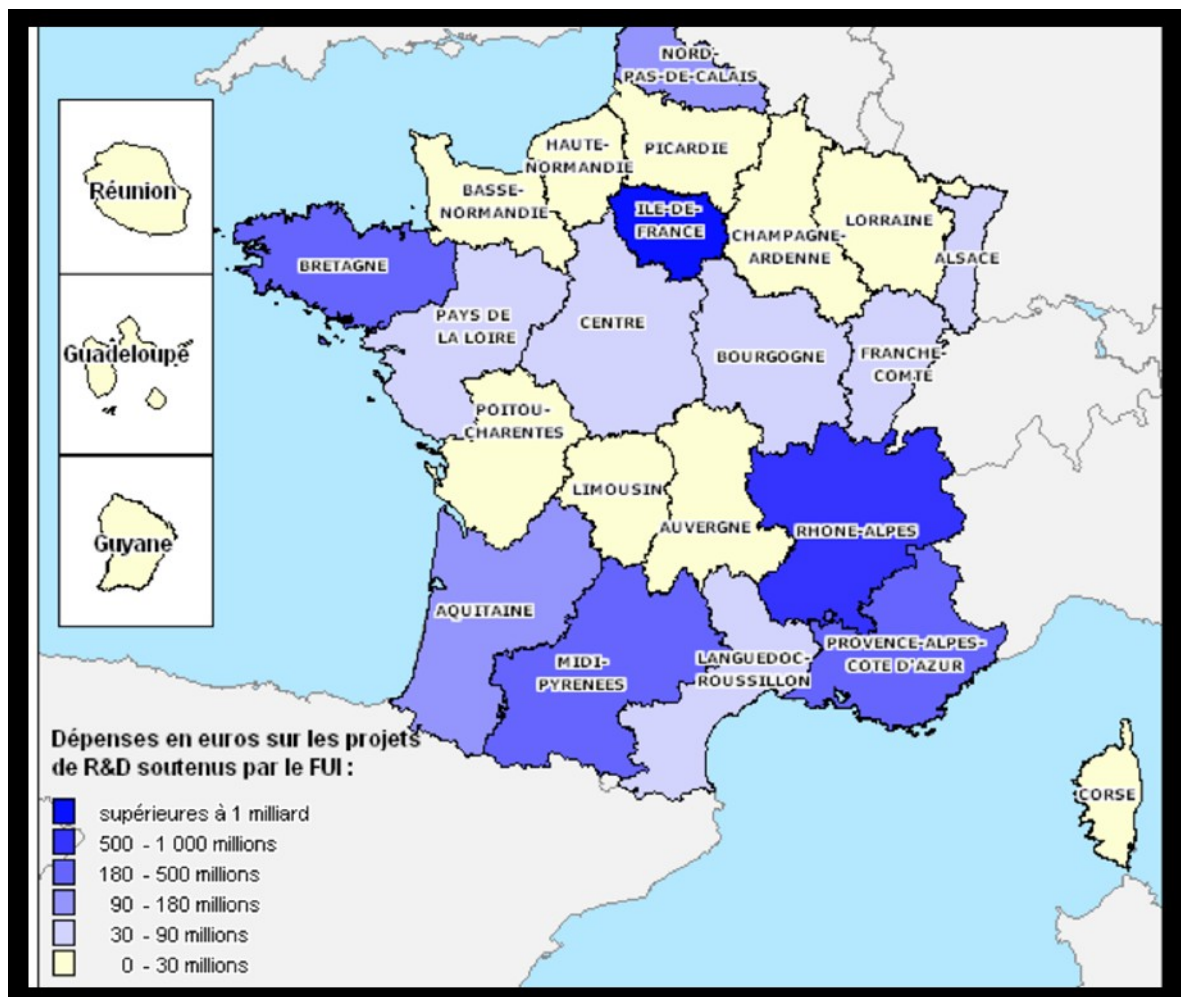 NORD-
PAS-DE-CALAIS
HAUTE-
NORMANDIE
PICARDIE
BASSE-
NORMANDIE
ILE-DE-
FRANCE
CHAMPAGNE-
ARDENNE
LORRAINE
ALSACE
BRETAGNE
PAYS DE
LA LOIRE
CENTRE
BOURGOGNE
FRANCHE-
COMTE
POITOU-
CHARENTES
LIMOUSIN
AUVERGNE
RHONE-ALPES
AQUITAINE
MIDI-
PYRENEES
LANGUEDOC-
ROUSSILLON
PROVENCE-ALPES-
COTE D'AZUR
CORSE
Réunion
Guadeloupe
Guyane
Dépenses en euros sur les projets
de R&D soutenus par le FUI :
supérieures à 1 milliard
500 - 1 000 millions
180 - 500 millions
90 - 180 millions
30 - 90 millions
0 - 30 millions